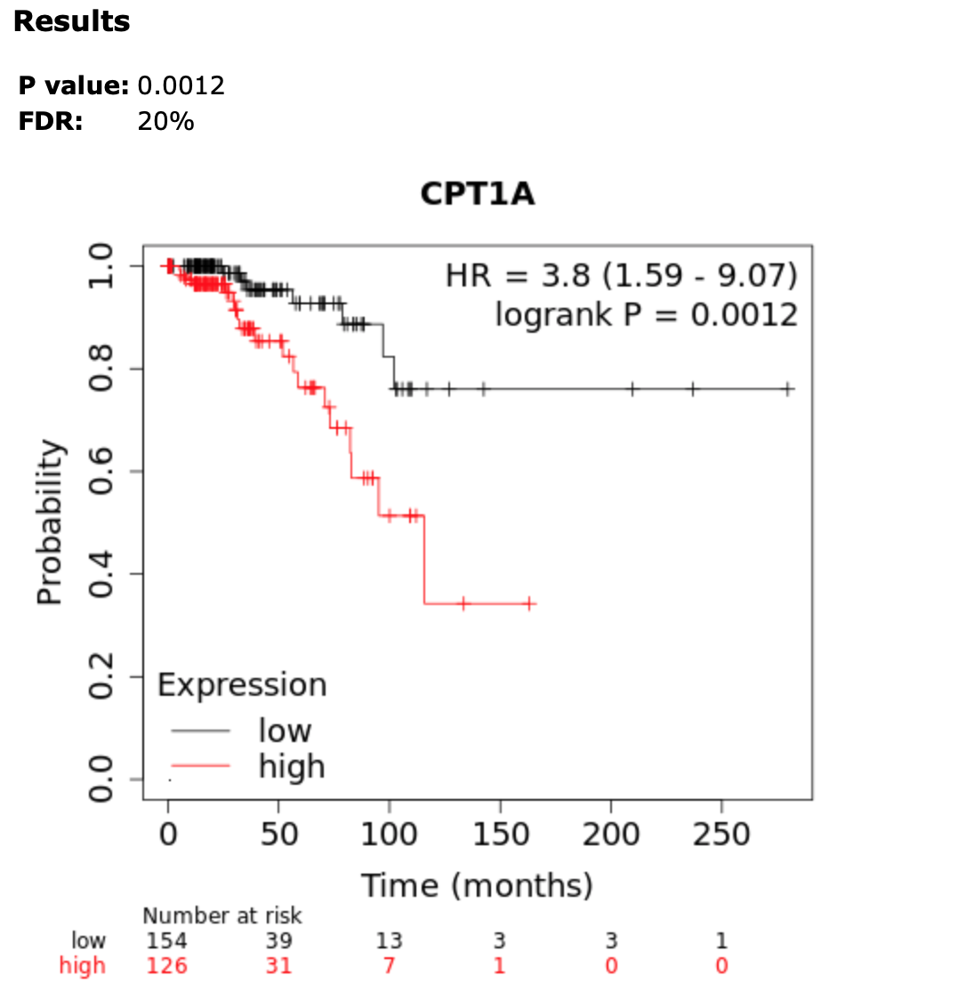 Results
P value: 0.0012
FDR: 20%
CPT1A
HR = 3.8 (1.59 - 9.07)
logrank P = 0.0012
Probability
1.0
0.8
0.6
0.4
0.2
0.0
Expression
low
high
0 50 100 150 200 250
Time (months)
Number at risk
low 154 39 13 3 3 1
high 126 31 7 1 0 0